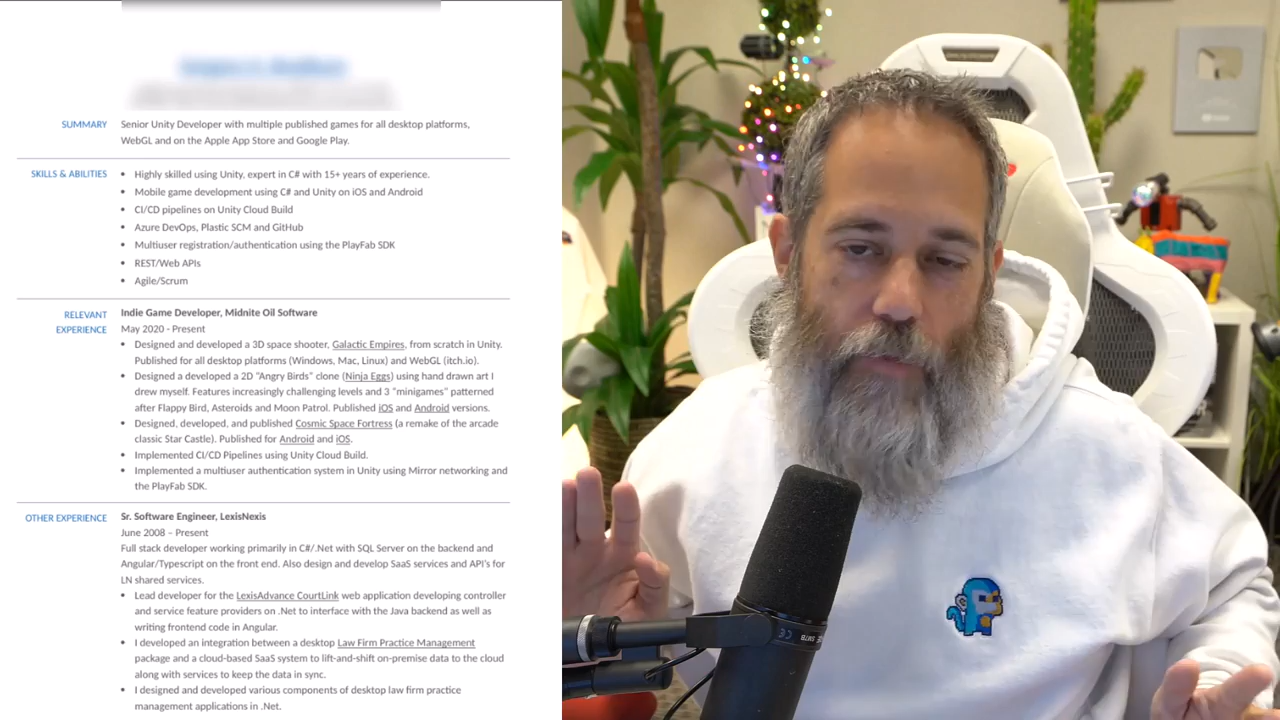 SUMMARY
Senior Unity Developer with multiple published games for all desktop platforms,
WebGL and on the Apple App Store and Google Play.
SKILLS & ABILITIES
• Highly skilled using Unity, expert in C# with 15+ years of experience.
• Mobile game development using C# and Unity on iOS and Android
• CI/CD pipelines on Unity Cloud Build
• Azure DevOps, Plastic SCM and GitHub
• Multiuser registration/authentication using the PlayFab SDK
• REST/Web APIs
• Agile/Scrum
RELEVANT
EXPERIENCE
Indie Game Developer, Midnite Oil Software
May 2020 - Present
• Designed and developed a 3D space shooter, Galactic Empires, from scratch in Unity.
Published for all desktop platforms (Windows, Mac, Linux) and WebGL (itch.io).
• Designed a developed a 2D "Angry Birds" clone (Ninja Eggs) using hand drawn art I
drew myself. Features increasingly challenging levels and 3 "minigames" patterned
after Flappy Bird, Asteroids and Moon Patrol. Published iOS and Android versions.
• Designed, developed, and published Cosmic Space Fortress (a remake of the arcade
classic Star Castle). Published for Android and iOS.
• Implemented CI/CD Pipelines using Unity Cloud Build.
• Implemented a multiuser authentication system in Unity using Mirror networking and
the PlayFab SDK.
OTHER EXPERIENCE
Sr. Software Engineer, LexisNexis
June 2008 – Present
Full stack developer working primarily in C#/.Net with SQL Server on the backend and
Angular/Typescript on the front end. Also design and develop SaaS services and API's for
LN shared services.
• Lead developer for the LexisAdvance CourtLink web application developing controller
and service feature providers on .Net to interface with the Java backend as well as
writing frontend code in Angular.
• I developed an integration between a desktop Law Firm Practice Management
package and a cloud-based SaaS system to lift-and-shift on-premise data to the cloud
along with services to keep the data in sync.
• I designed and developed various components of desktop law firm practice
management applications in .Net.
SM7B